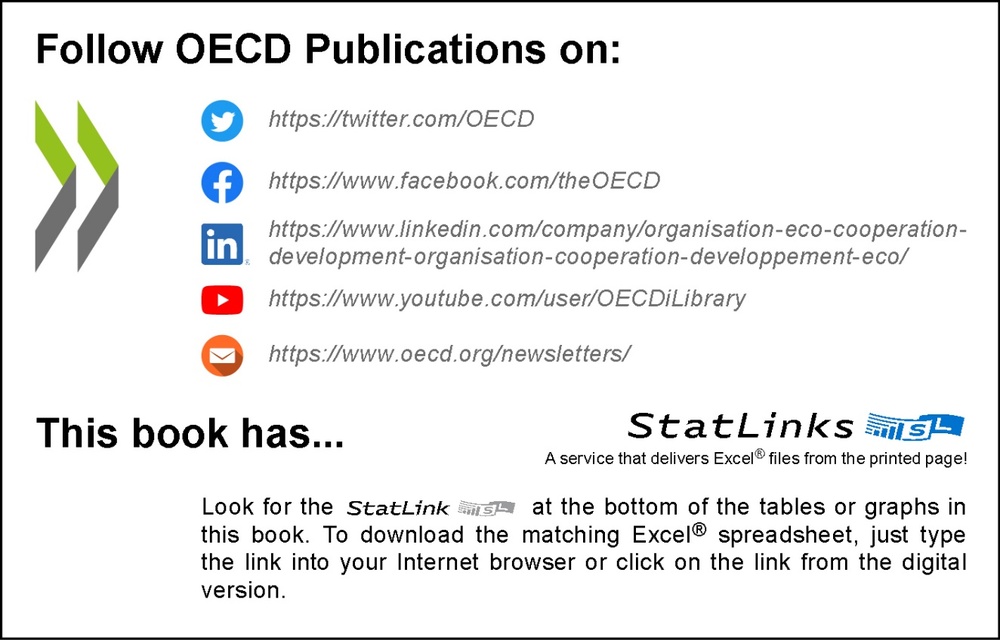 Follow OECD Publications on:
https://twitter.com/OECD
https://www.facebook.com/theOECD
in
https://www.linkedin.com/company/organisation-eco-cooperation-
development-organisation-cooperation-developpement-eco/
https://www.youtube.com/user/OECDiLibrary
https://www.oecd.org/newsletters/
This book has...
StatLinks SL
A service that delivers Excel® files from the printed page!
Look for the StatLink SL at the bottom of the tables or graphs in
this book. To download the matching Excel® spreadsheet, just type
the link into your Internet browser or click on the link from the digital
version.